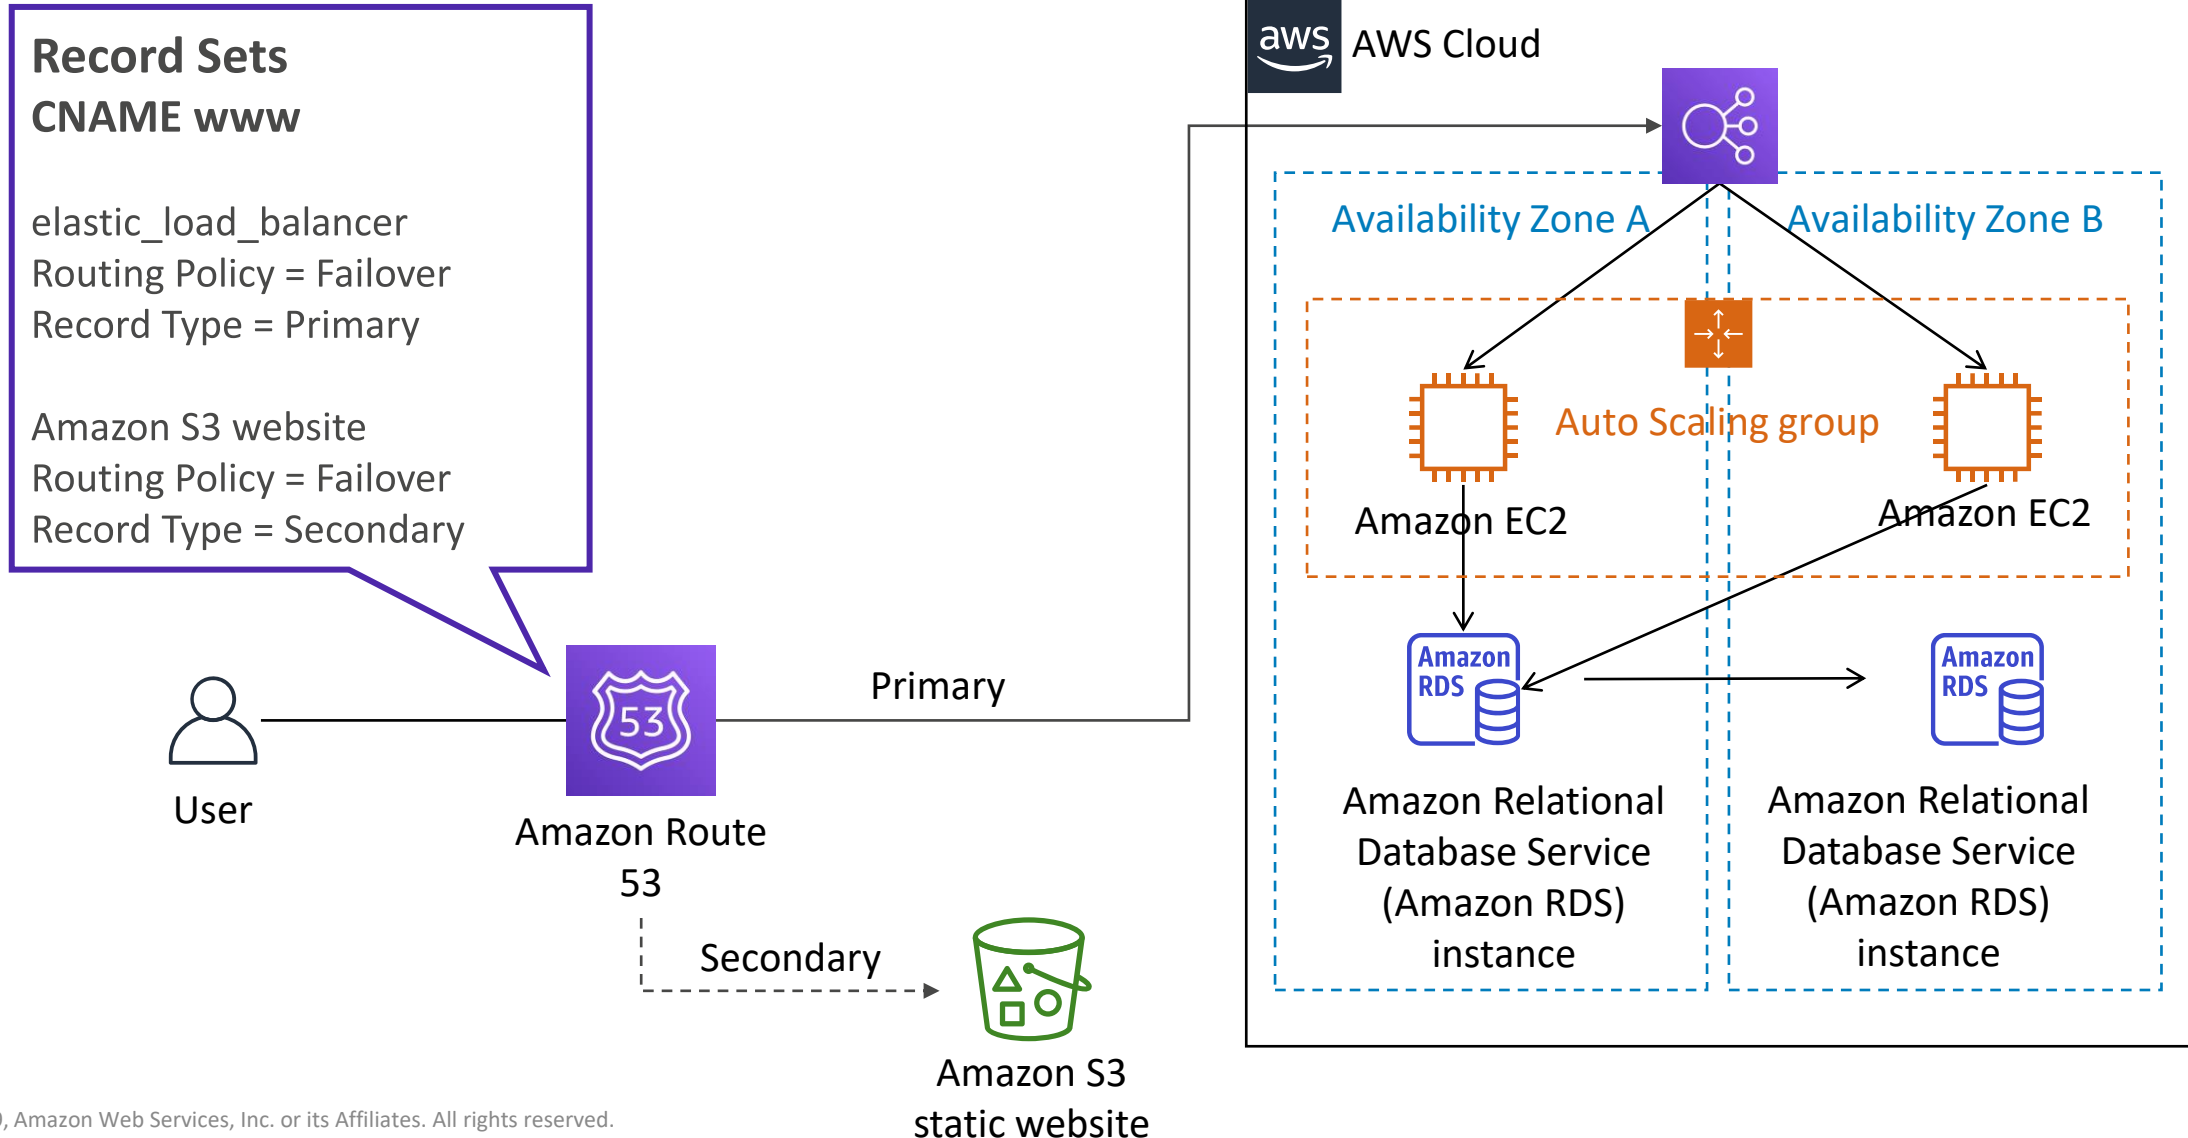 Record Sets
CNAME www
elastic_load_balancer
Routing Policy = Failover
Record Type = Primary
Amazon S3 website
Routing Policy = Failover
Record Type = Secondary
User
53
Amazon Route
53
Primary
Secondary
Amazon S3
static website
aws
AWS Cloud
Availability Zone A
Availability Zone B
Auto Scaling group
Amazon EC2
Amazon EC2
Amazon
RDS
Amazon
RDS
Amazon Relational
Database Service
(Amazon RDS)
instance
Amazon Relational
Database Service
(Amazon RDS)
instance
, Amazon Web Services, Inc. or its Affiliates. All rights reserved.